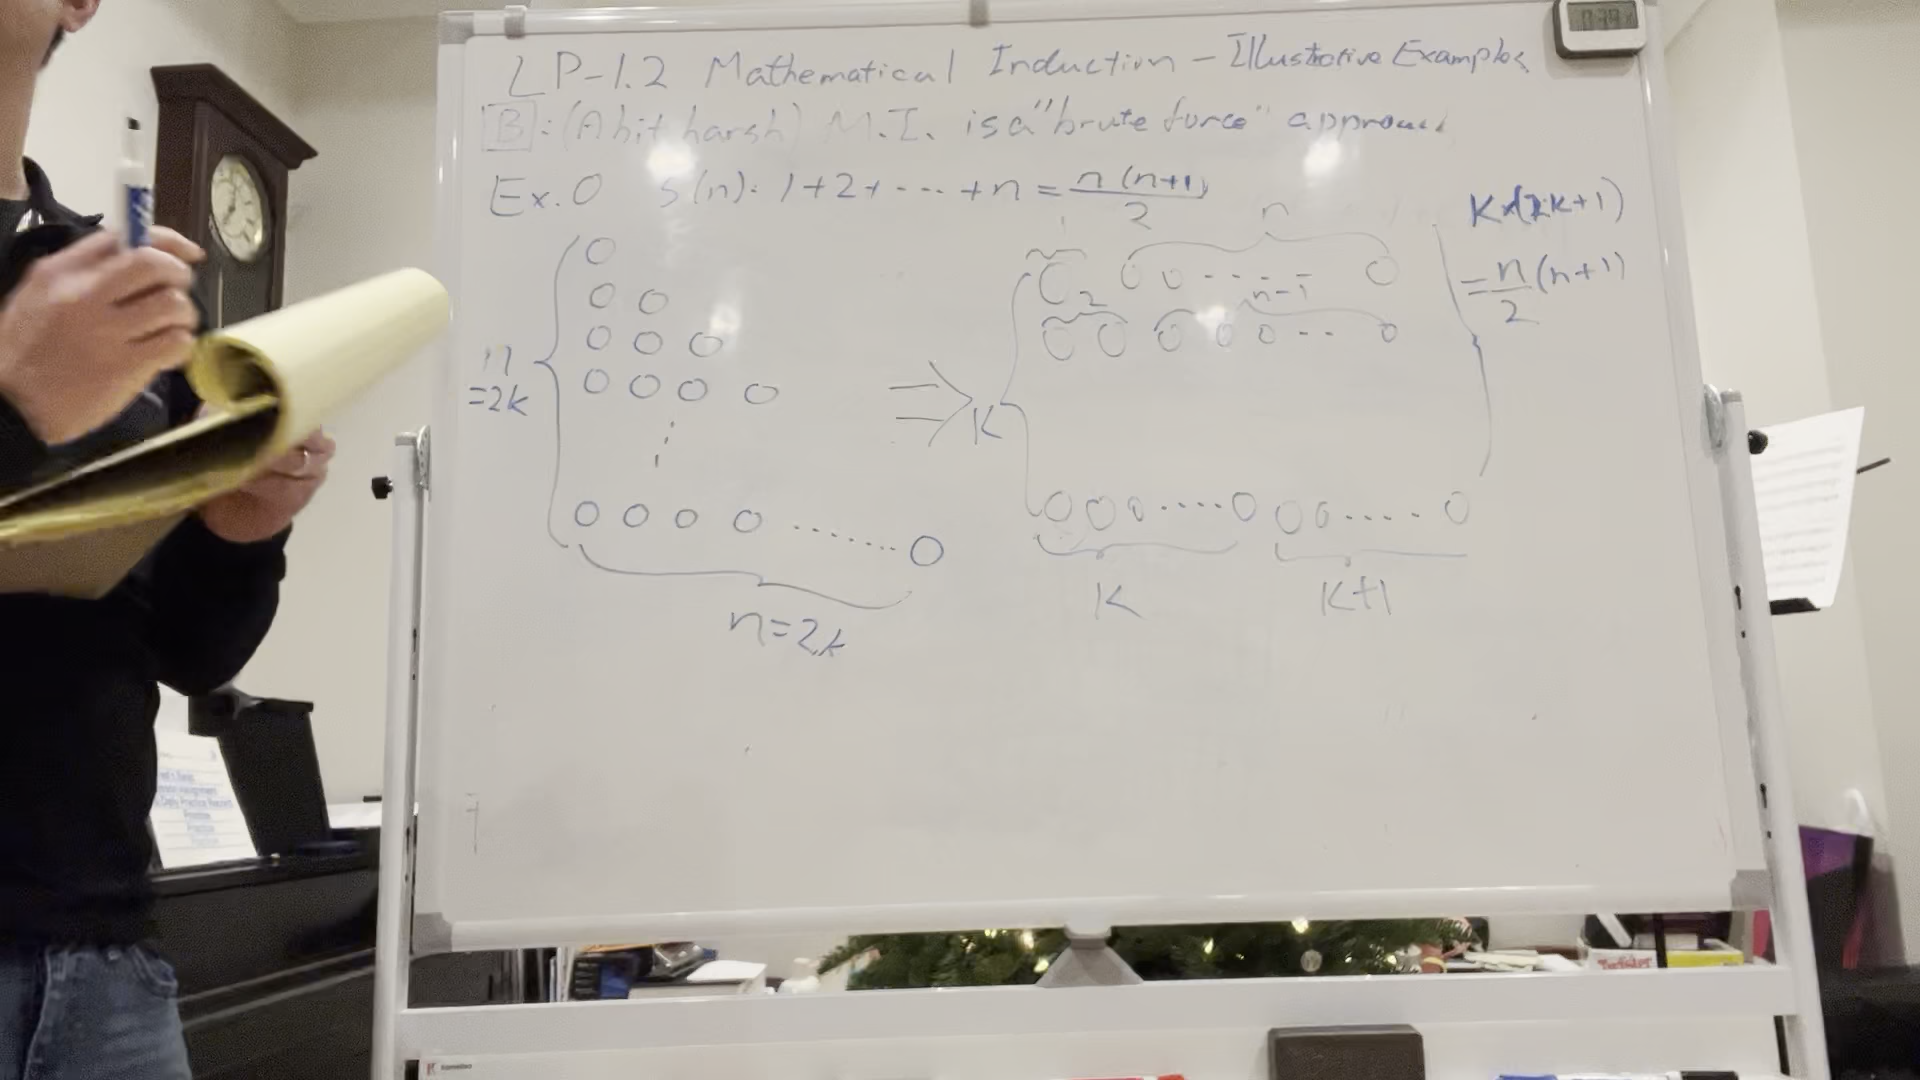 LP-1.2 Mathematical Induction - Illustrative Examples
B: (A bit harsh) M.I. is a "brute force" approach
Ex.0 S(n): 1+2+ ... +n = n(n+1)/2
n
=2k
n=2k
⇒
K
1
n
2
n-1
K
K+1
K×(2k+1)
= n/2 (n+1)